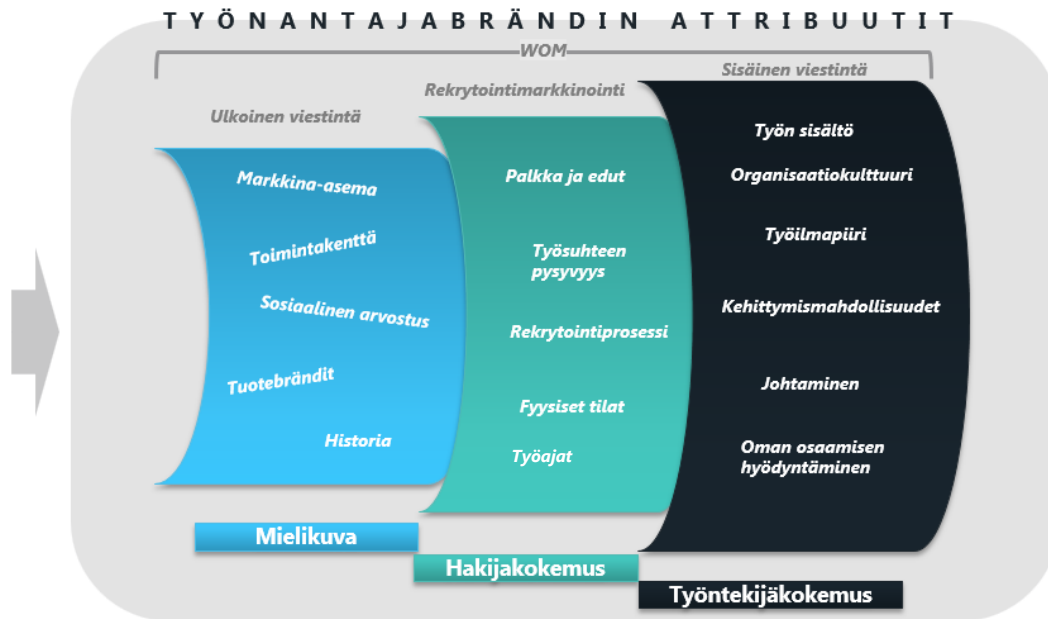 TYÖNANTAJABRÄNDIN ATTRIBUUTIT
WOM
Ulkoinen viestintä
Rekrytointimarkkinointi
Sisäinen viestintä
Markkina-asema
Toimintakenttä
Sosiaalinen arvostus
Tuotebrändit
Historia
Palkka ja edut
Työsuhteen
pysyvyys
Rekrytointiprosessi
Fyysiset tilat
Työajat
Työn sisältö
Organisaatiokulttuuri
Työilmapiiri
Kehittymismahdollisuudet
Johtaminen
Oman osaamisen
hyödyntäminen
Mielikuva
Hakijakokemus
Työntekijäkokemus